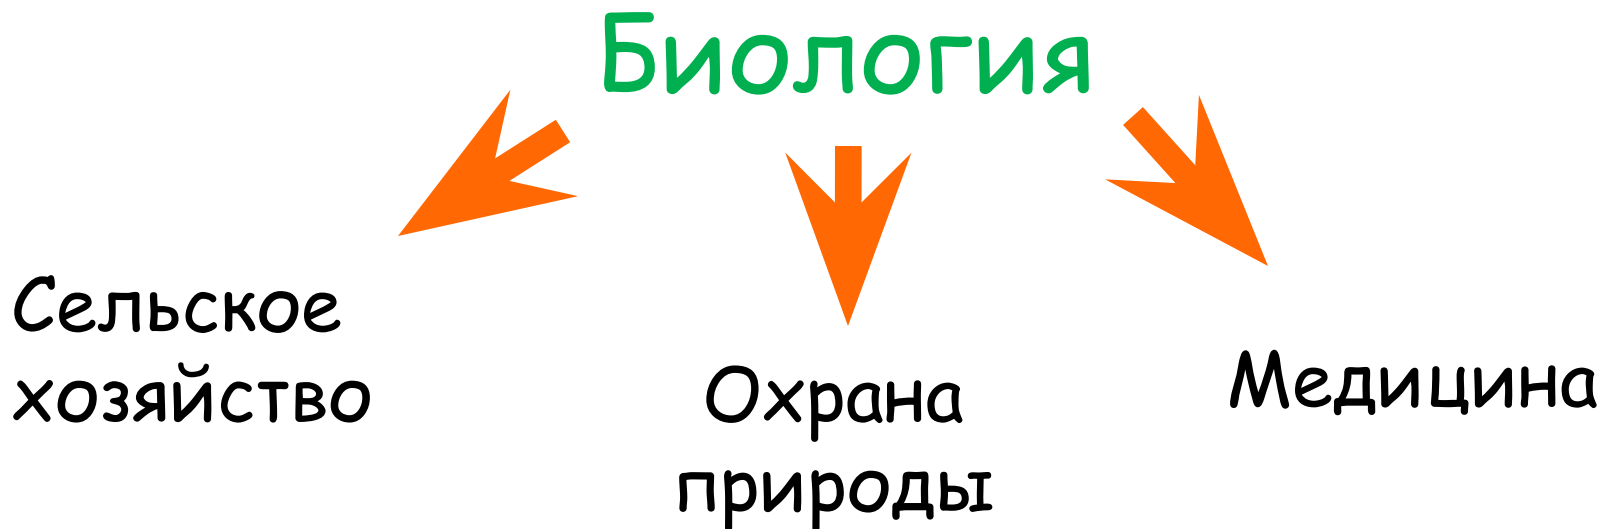 Биология
Сельское
хозяйство
Охрана
природы
Медицина